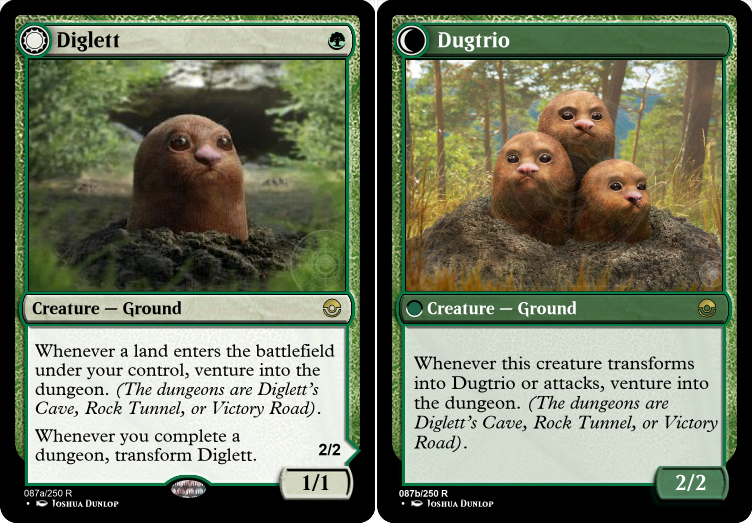 Diglett
Creature — Ground
Whenever a land enters the battlefield
under your control, venture into the
dungeon. (The dungeons are Diglett's
Cave, Rock Tunnel, or Victory Road).
Whenever you complete a
dungeon, transform Diglett.
2/2
1/1
087a/250 R
• Joshua Dunlop
Dugtrio
Creature — Ground
Whenever this creature transforms
into Dugtrio or attacks, venture into
the dungeon. (The dungeons are
Diglett's Cave, Rock Tunnel, or Victory
Road).
2/2
087b/250 R
• Joshua Dunlop